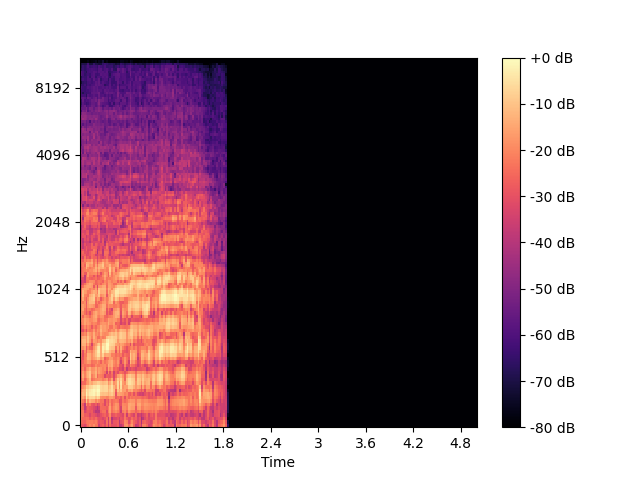 8192
4096
2048
1024
512
0
Hz
0 0.6 1.2 1.8 2.4 3 3.6 4.2 4.8
Time
+0 dB
-10 dB
-20 dB
-30 dB
-40 dB
-50 dB
-60 dB
-70 dB
-80 dB